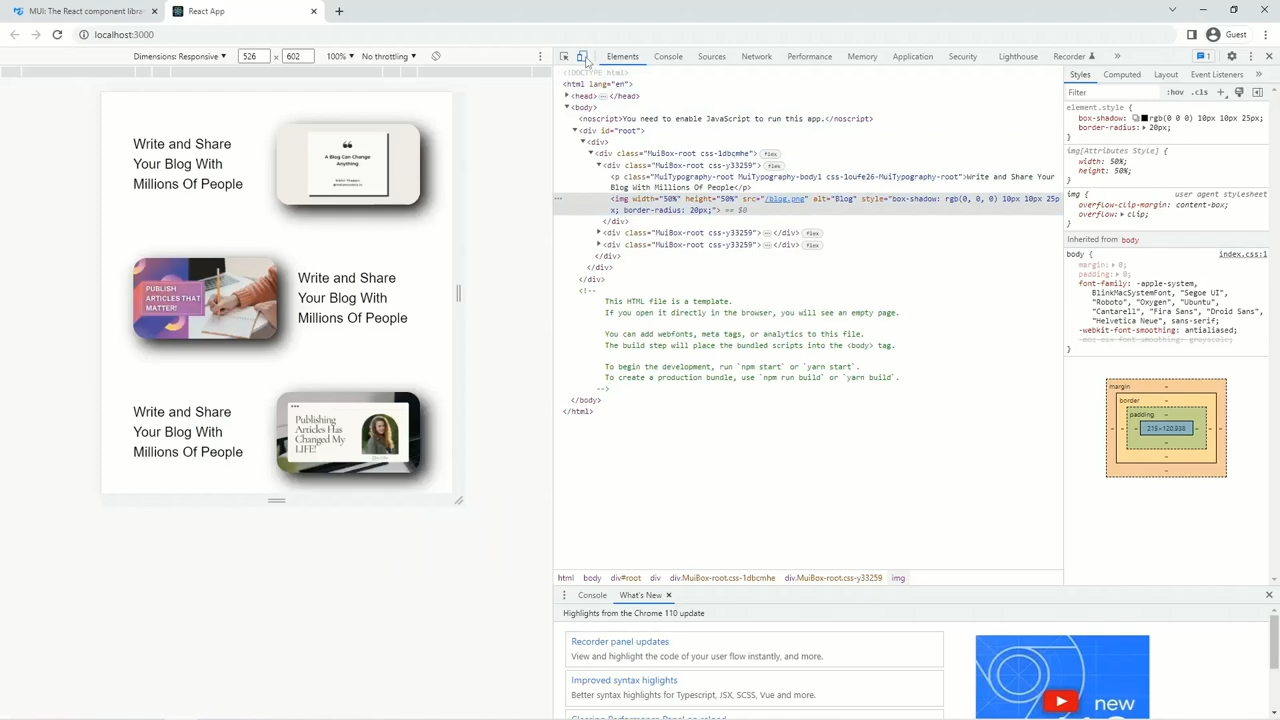 MUI: The React component libra
React App
localhost:3000
Guest
Dimensions: Responsive
526
×
602
100%
No throttling
Elements
Console
Sources
Network
Performance
Memory
Application
Security
Lighthouse
Recorder
1
Write and Share
Your Blog With
Millions Of People
A Blog Can Change
Anything
PUBLISH
ARTICLES THAT
MATTER!
Write and Share
Your Blog With
Millions Of People
Write and Share
Your Blog With
Millions Of People
Publishing
Articles Has
Changed My
LIFE!
<!DOCTYPE html>
<html lang="en">
<head> </head>
<body>
<noscript>You need to enable JavaScript to run this app.</noscript>
<div id="root">
<div>
<div class="MuiBox-root css-1dbcmhe"> flex
<div class="MuiBox-root css-y33259"> flex
<p class="MuiTypography-root MuiTypography-body1 css-loufe26-MuiTypography-root">Write and Share Your
Blog With Millions Of People</p>
<img width="50%" height="50%" src="/blog.png" alt="Blog" style="box-shadow: rgb(0, 0, 0) 10px 10px 25p
x; border-radius: 20px;"> == $0
</div>
<div class="MuiBox-root css-y33259"> </div> flex
<div class="MuiBox-root css-y33259"> </div> flex
</div>
</div>
</div>
<!--
This HTML file is a template.
If you open it directly in the browser, you will see an empty page.
You can add webfonts, meta tags, or analytics to this file.
The build step will place the bundled scripts into the <body> tag.
To begin the development, run `npm start` or `yarn start`.
To create a production bundle, use `npm run build` or `yarn build`.
-->
</body>
</html>
html
body
div#root
div
div.MuiBox-root.css-1dbcmhe
div.MuiBox-root.css-y33259
img
Styles
Computed
Layout
Event Listeners
Filter
:hov
.cls
element.style {
box-shadow: rgb(0 0 0) 10px 10px 25px;
border-radius: 20px;
}
img[Attributes Style] {
width: 50%;
height: 50%;
}
img {
user agent stylesheet
overflow-clip-margin: content-box;
overflow: clip;
}
Inherited from body
body {
index.css:1
margin: 0;
padding: 0;
font-family: -apple-system,
BlinkMacSystemFont, "Segoe UI",
"Roboto", "Oxygen", "Ubuntu",
"Cantarell", "Fira Sans", "Droid Sans",
"Helvetica Neue", sans-serif;
-webkit-font-smoothing: antialiased;
-moz-osx-font-smoothing: grayscale;
}
margin
-
border
-
padding
-
215×120.938
Console
What's New
Highlights from the Chrome 110 update
Recorder panel updates
View and highlight the code of your user flow instantly, and more.
Improved syntax higlights
Better syntax highlights for Typescript, JSX, SCSS, Vue and more.
new